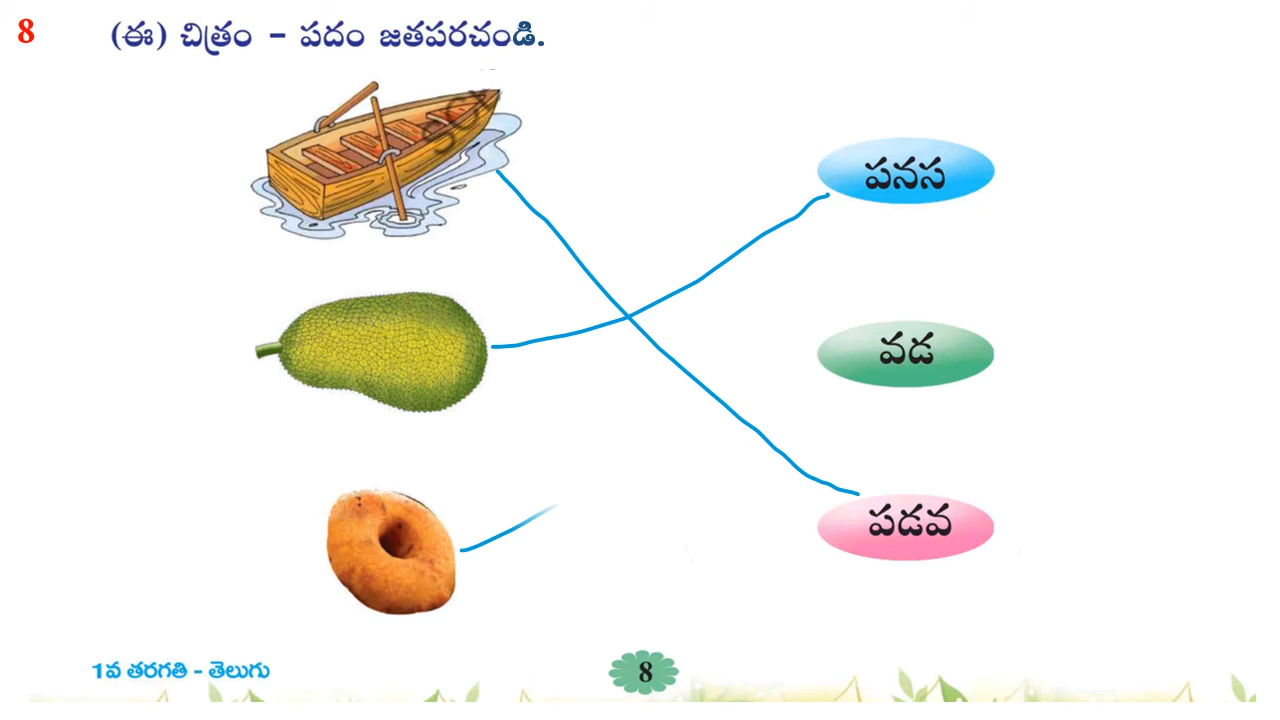 8 (ఈ) చిత్రం - పదం జతపరచండి.
పనస
వడ
పడవ
1వ తరగతి - తెలుగు 8